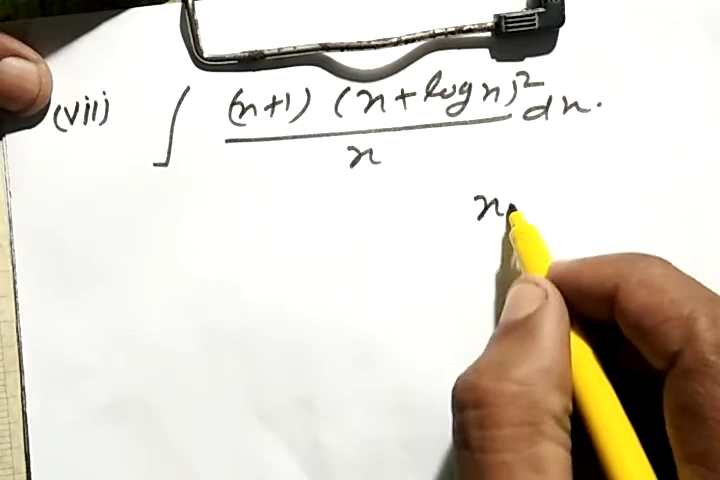 (vii) ∫ (x+1) (x + log x)² / x dx.
x